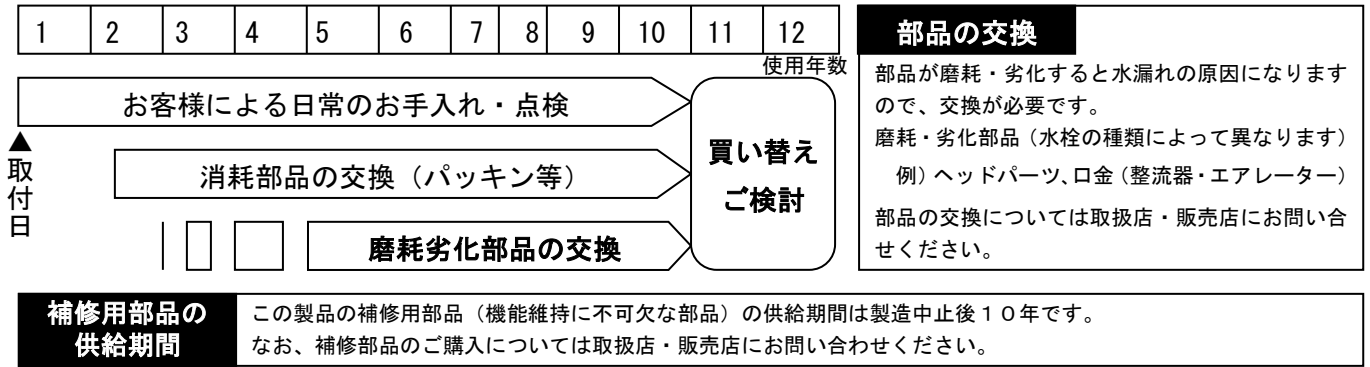 1 2 3 4 5 6 7 8 9 10 11 12
使用年数
お客様による日常のお手入れ・点検
▲
取付日
消耗部品の交換（パッキン等）
磨耗劣化部品の交換
買い替え
ご検討
部品の交換
部品が磨耗・劣化すると水漏れの原因になります
ので、交換が必要です。
磨耗・劣化部品（水栓の種類によって異なります）
例）ヘッドパーツ、口金（整流器・エアレーター）
部品の交換については取扱店・販売店にお問い合
せください。
補修用部品の
供給期間
この製品の補修用部品（機能維持に不可欠な部品）の供給期間は製造中止後１０年です。
なお、補修部品のご購入については取扱店・販売店にお問い合わせください。